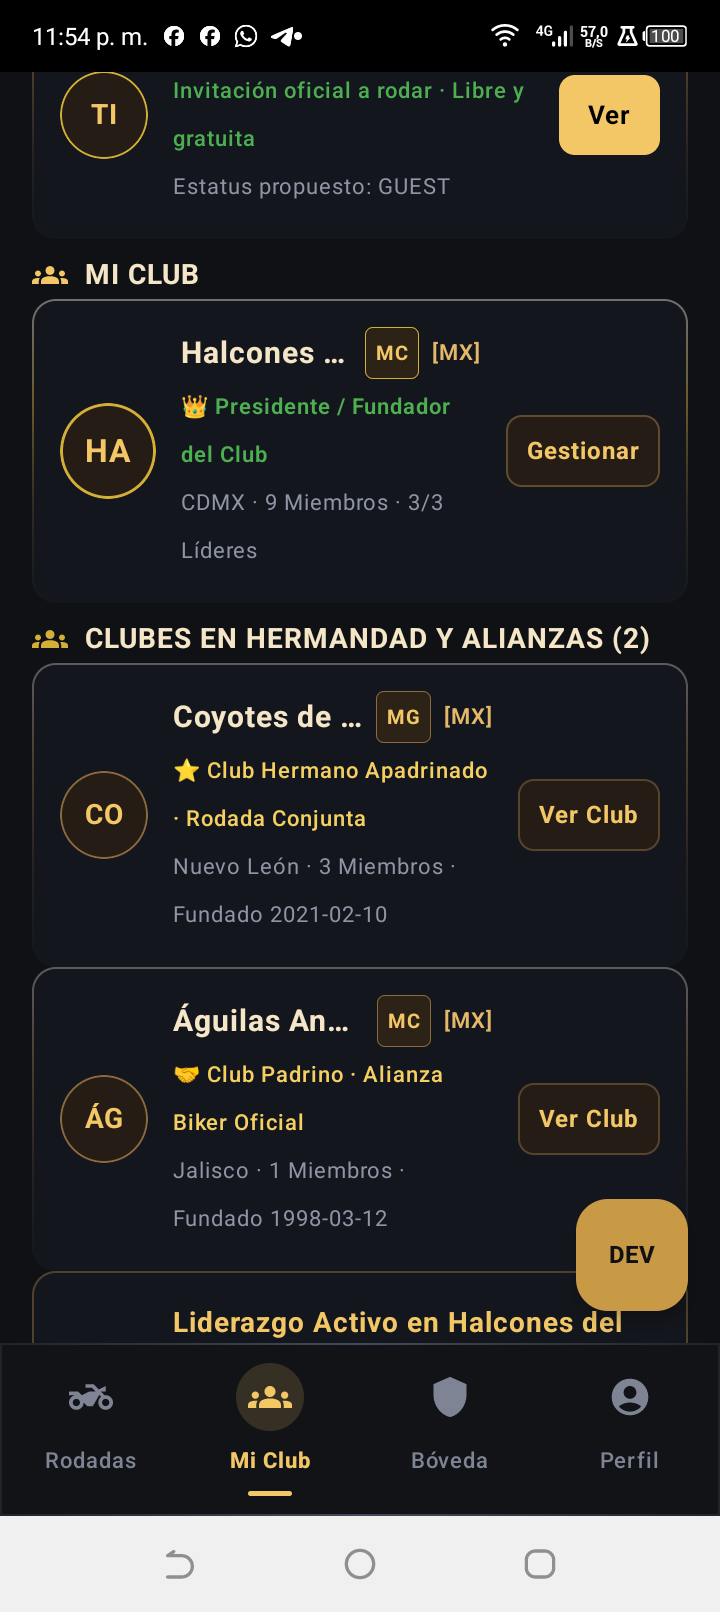 11:54 p. m.
4G 57,0 B/S 100
TI
Invitación oficial a rodar · Libre y
gratuita
Ver
Estatus propuesto: GUEST
MI CLUB
Halcones ... MC [MX]
👑 Presidente / Fundador
del Club
HA
Gestionar
CDMX · 9 Miembros · 3/3
Líderes
CLUBES EN HERMANDAD Y ALIANZAS (2)
Coyotes de ... MG [MX]
⭐ Club Hermano Apadrinado
· Rodada Conjunta
CO
Ver Club
Nuevo León · 3 Miembros ·
Fundado 2021-02-10
Águilas An... MC [MX]
🤝 Club Padrino · Alianza
Biker Oficial
ÁG
Ver Club
Jalisco · 1 Miembros ·
Fundado 1998-03-12
DEV
Liderazgo Activo en Halcones del
Rodadas
Mi Club
Bóveda
Perfil